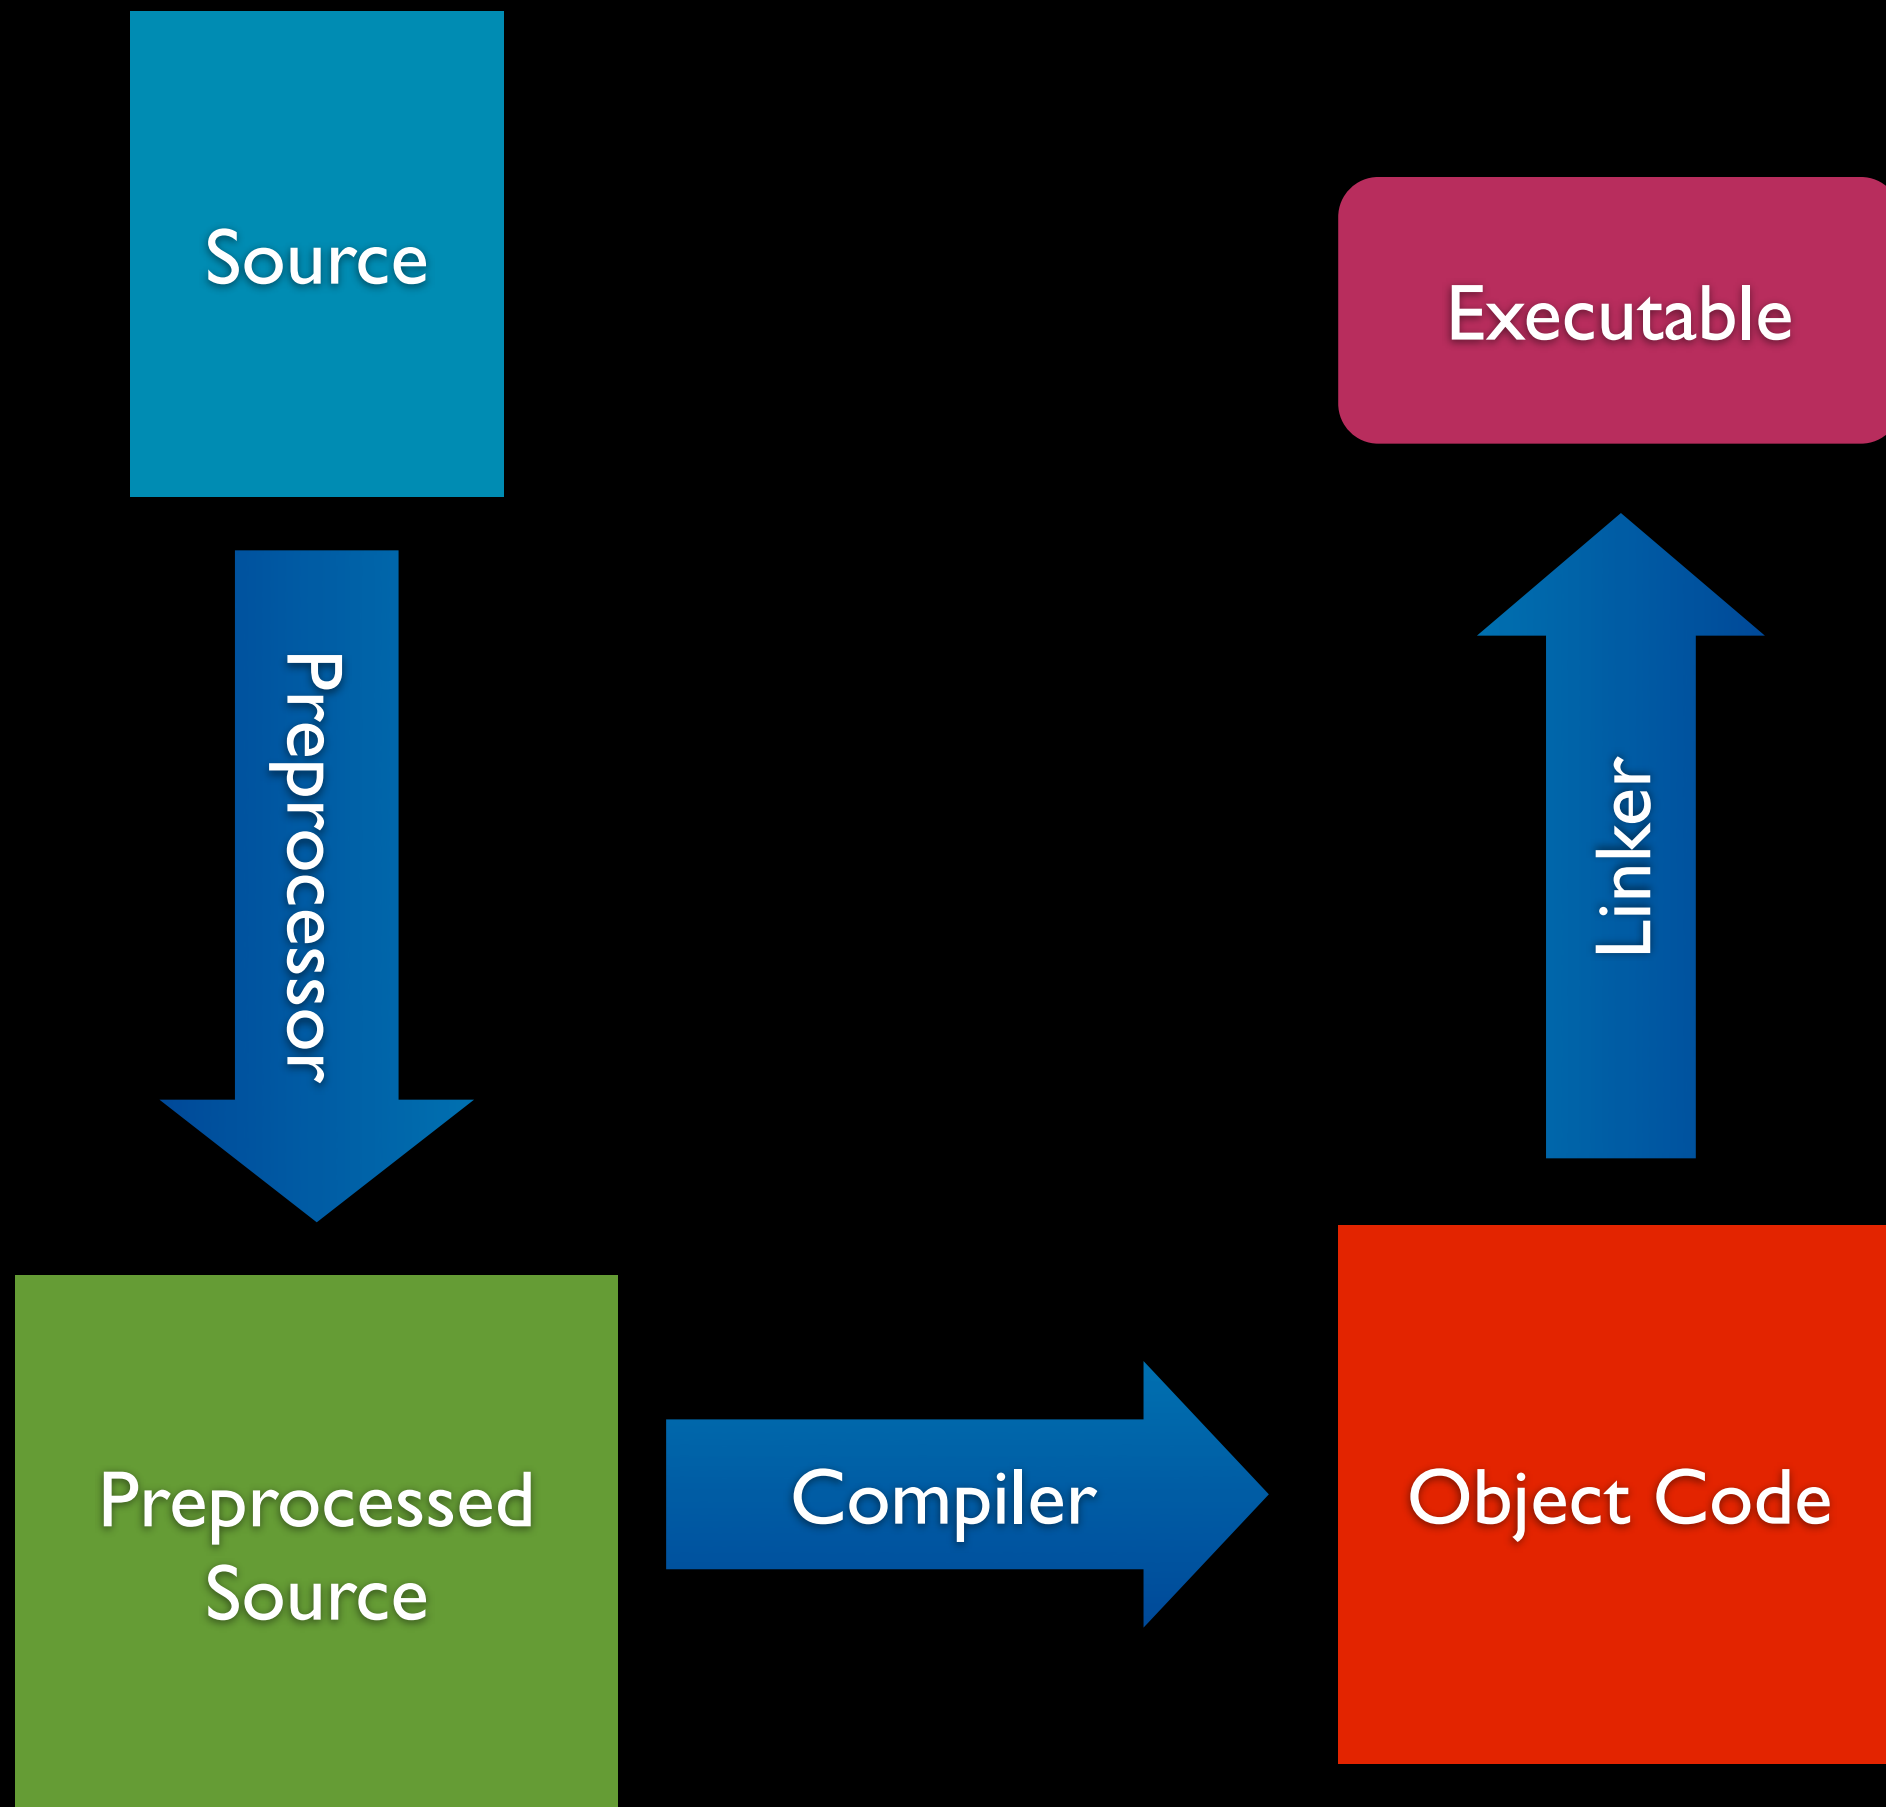 Source
Preprocessor
Preprocessed
Source
Compiler
Object Code
Linker
Executable